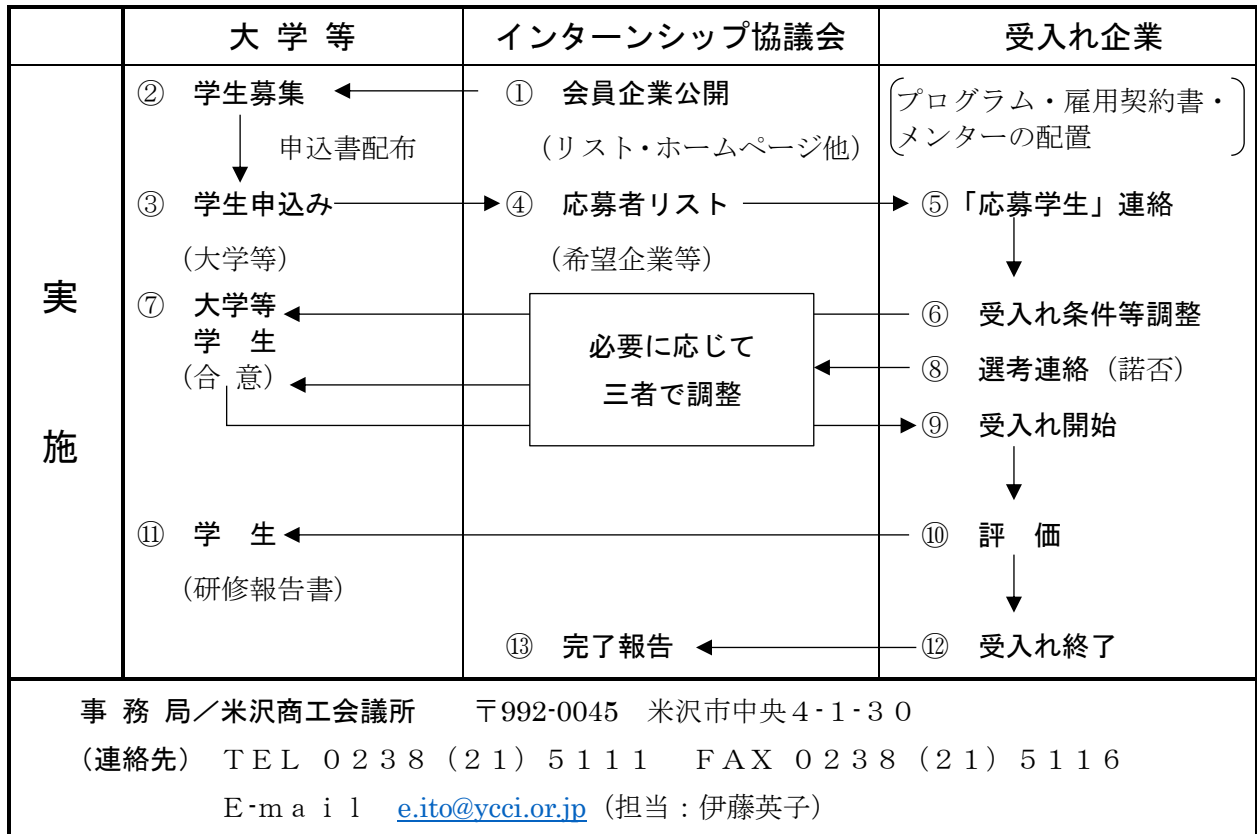 大 学 等　インターンシップ協議会　受入れ企業
実施
② 学生募集　① 会員企業公開　プログラム・雇用契約書・
メンターの配置
申込書配布　（リスト・ホームページ他）
③ 学生申込み　④ 応募者リスト　⑤「応募学生」連絡
（大学等）　（希望企業等）
⑦ 大学等　⑥ 受入れ条件等調整
学 生　必要に応じて
（合 意）　三者で調整　⑧ 選考連絡（諾否）
⑨ 受入れ開始
⑪ 学 生　⑩ 評 価
（研修報告書）
⑬ 完了報告　⑫ 受入れ終了
事 務 局／米沢商工会議所　〒992-0045　米沢市中央４-１-３０
（連絡先）　ＴＥＬ ０２３８（２１）５１１１　ＦＡＸ ０２３８（２１）５１１６
Ｅ-ｍａｉｌ　e.ito@ycci.or.jp（担当：伊藤英子）